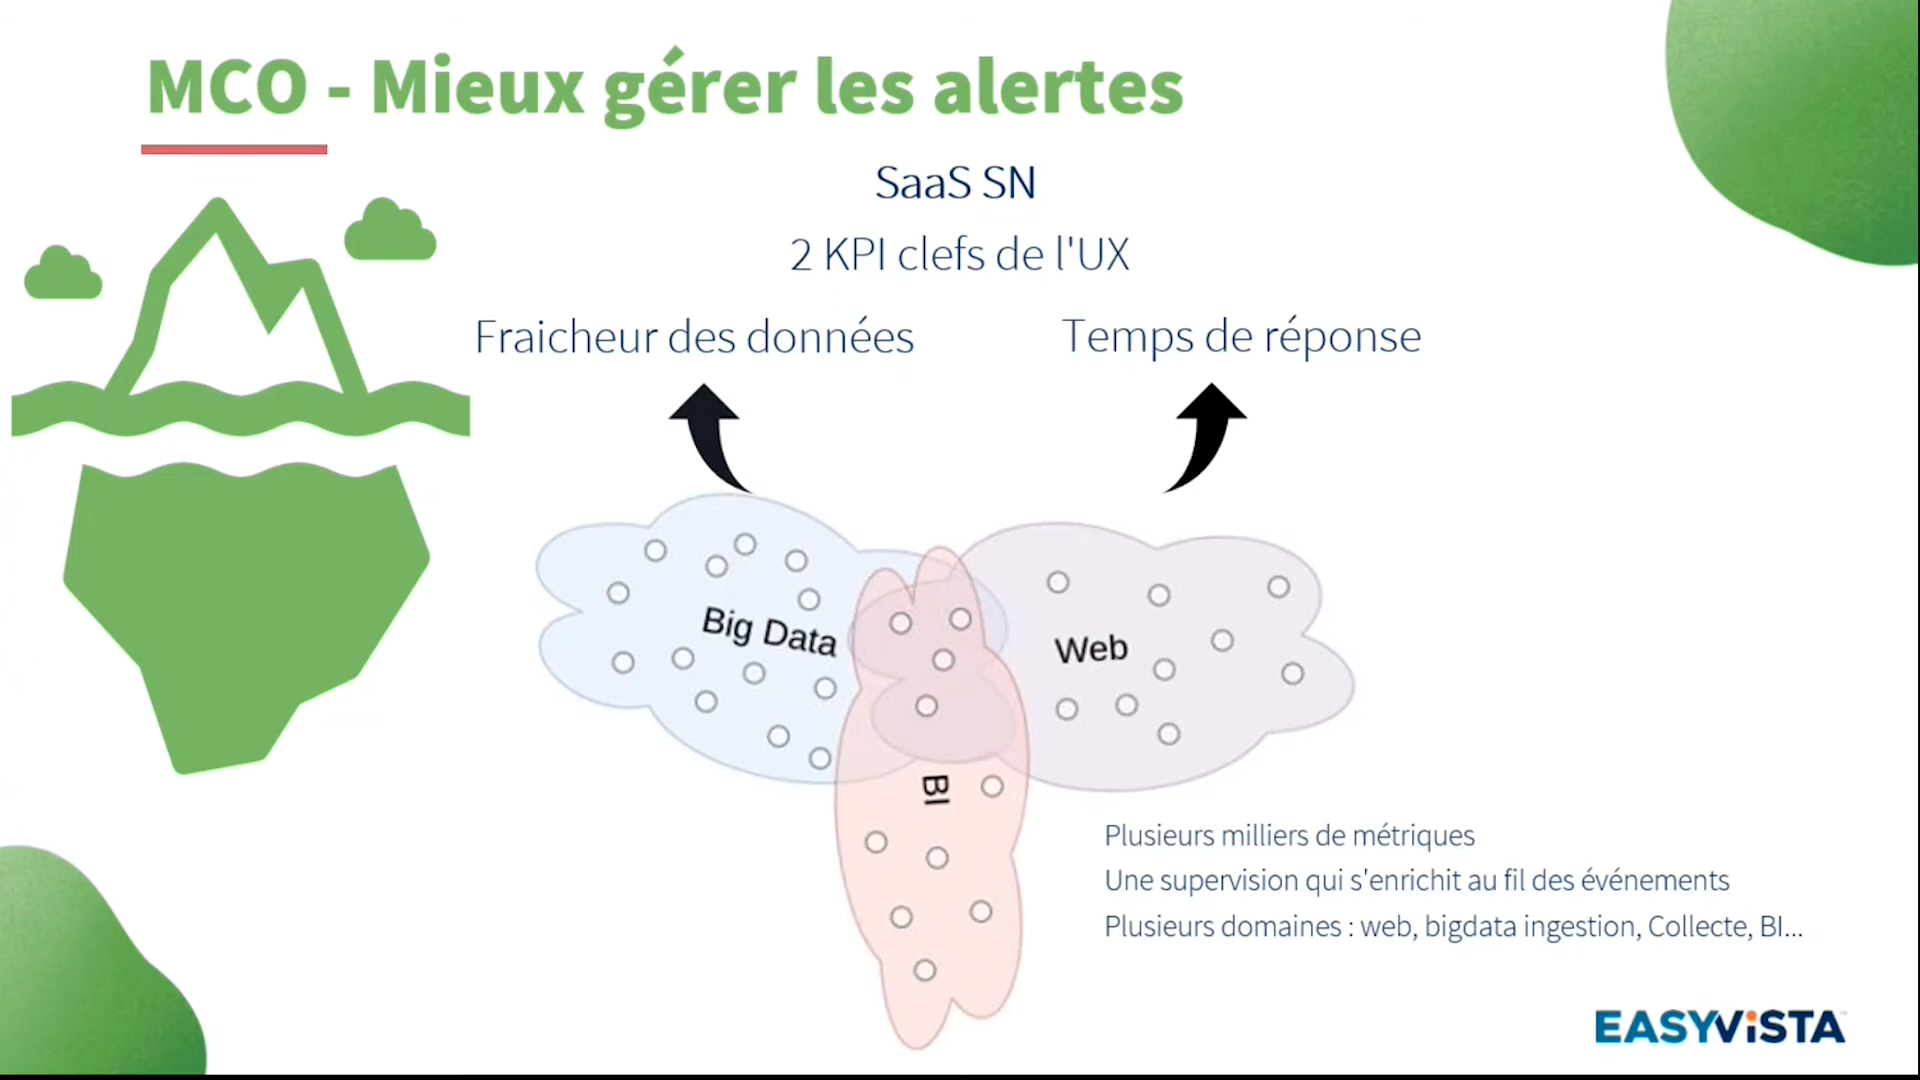 MCO - Mieux gérer les alertes
SaaS SN
2 KPI clefs de l'UX
Fraicheur des données
Temps de réponse
Big Data
Web
BI
Plusieurs milliers de métriques
Une supervision qui s'enrichit au fil des événements
Plusieurs domaines : web, bigdata ingestion, Collecte, BI...
EASYViSTA